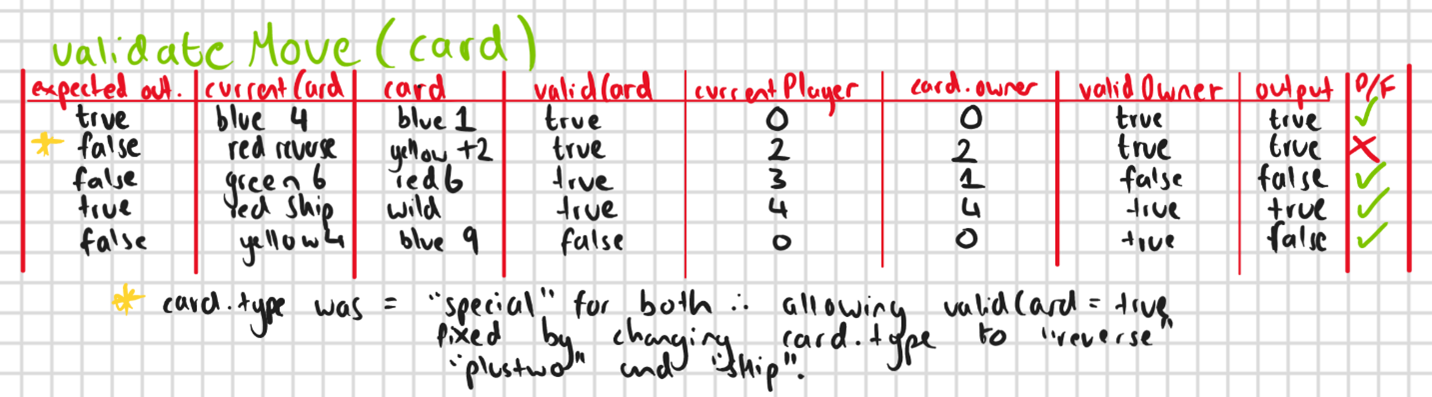 validate Move (card)
expected out. currentCard card validCard currentPlayer card.owner validOwner output P/F
true blue 4 blue 1 true 0 0 true true ✓
* false red reverse yellow +2 true 2 2 true true ✗
false green 6 red 6 true 3 1 false false ✓
true red skip wild true 4 4 true true ✓
false yellow 4 blue 9 false 0 0 true false ✓
* card.type was = "special" for both ∴ allowing validCard = true,
fixed by changing card.type to "reverse"
"plustwo" and "skip".